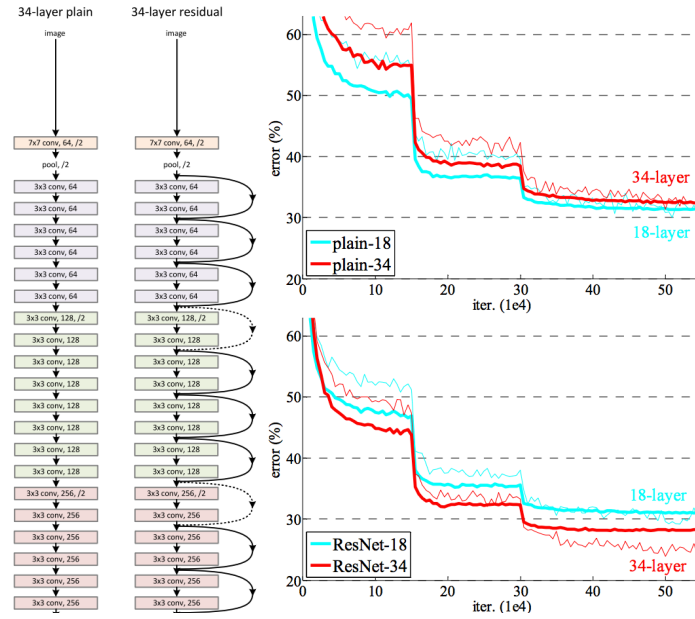 34-layer plain
image
7x7 conv, 64, /2
pool, /2
3x3 conv, 64
3x3 conv, 64
3x3 conv, 64
3x3 conv, 64
3x3 conv, 64
3x3 conv, 64
3x3 conv, 128, /2
3x3 conv, 128
3x3 conv, 128
3x3 conv, 128
3x3 conv, 128
3x3 conv, 128
3x3 conv, 128
3x3 conv, 128
3x3 conv, 256, /2
3x3 conv, 256
3x3 conv, 256
3x3 conv, 256
3x3 conv, 256
3x3 conv, 256
34-layer residual
image
7x7 conv, 64, /2
pool, /2
3x3 conv, 64
3x3 conv, 64
3x3 conv, 64
3x3 conv, 64
3x3 conv, 64
3x3 conv, 64
3x3 conv, 128, /2
3x3 conv, 128
3x3 conv, 128
3x3 conv, 128
3x3 conv, 128
3x3 conv, 128
3x3 conv, 128
3x3 conv, 128
3x3 conv, 256, /2
3x3 conv, 256
3x3 conv, 256
3x3 conv, 256
3x3 conv, 256
3x3 conv, 256
60
50
40
30
20
error (%)
34-layer
18-layer
plain-18
plain-34
0 10 20 30 40 50
iter. (1e4)
60
50
40
30
20
error (%)
18-layer
34-layer
ResNet-18
ResNet-34
0 10 20 30 40 50
iter. (1e4)